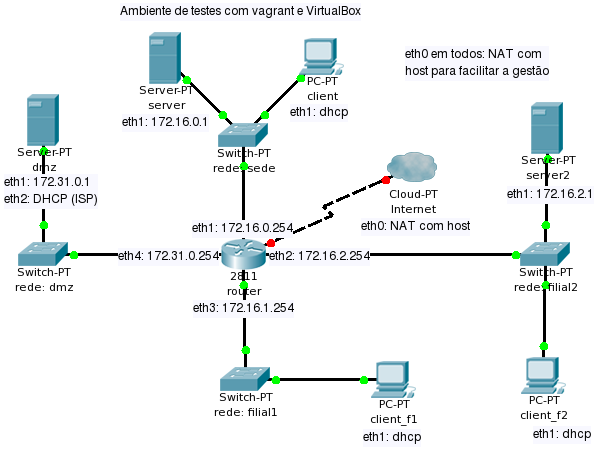 Ambiente de testes com vagrant e VirtualBox
eth0 em todos: NAT com
host para facilitar a gestão
Server-PT
server
eth1: 172.16.0.1
PC-PT
client
eth1: dhcp
Server-PT
dmz
eth1: 172.31.0.1
eth2: DHCP (ISP)
Switch-PT
rede: sede
Cloud-PT
Internet
eth0: NAT com host
Server-PT
server2
eth1: 172.16.2.1
eth1: 172.16.0.254
eth4: 172.31.0.254
eth2: 172.16.2.254
2811
router
eth3: 172.16.1.254
Switch-PT
rede: dmz
Switch-PT
rede: filial2
Switch-PT
rede: filial1
PC-PT
client_f1
eth1: dhcp
PC-PT
client_f2
eth1: dhcp